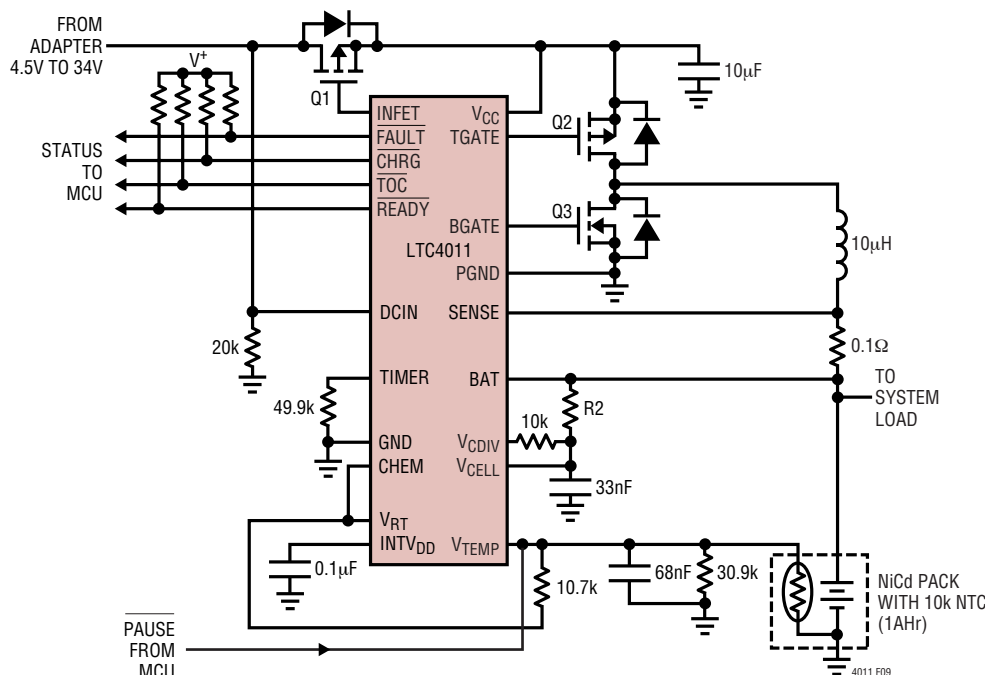 FROM
ADAPTER
4.5V TO 34V
V+
Q1
10µF
INFET
VCC
FAULT
TGATE
Q2
STATUS
TO
MCU
CHRG
TOC
READY
BGATE
Q3
LTC4011
10µH
PGND
DCIN
SENSE
20k
0.1Ω
TIMER
BAT
TO
SYSTEM
LOAD
49.9k
R2
10k
GND
VCDIV
CHEM
VCELL
33nF
VRT
INTVDD
VTEMP
0.1µF
10.7k
68nF
30.9k
NiCd PACK
WITH 10k NTC
(1AHr)
PAUSE
FROM
MCU
4011 F09